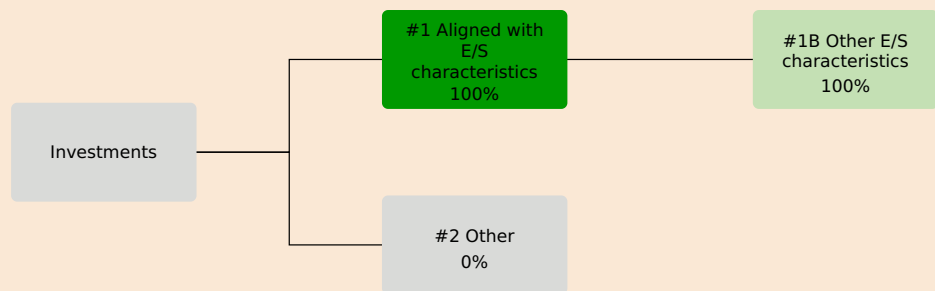 Investments
#1 Aligned with
E/S
characteristics
100%
#1B Other E/S
characteristics
100%
#2 Other
0%